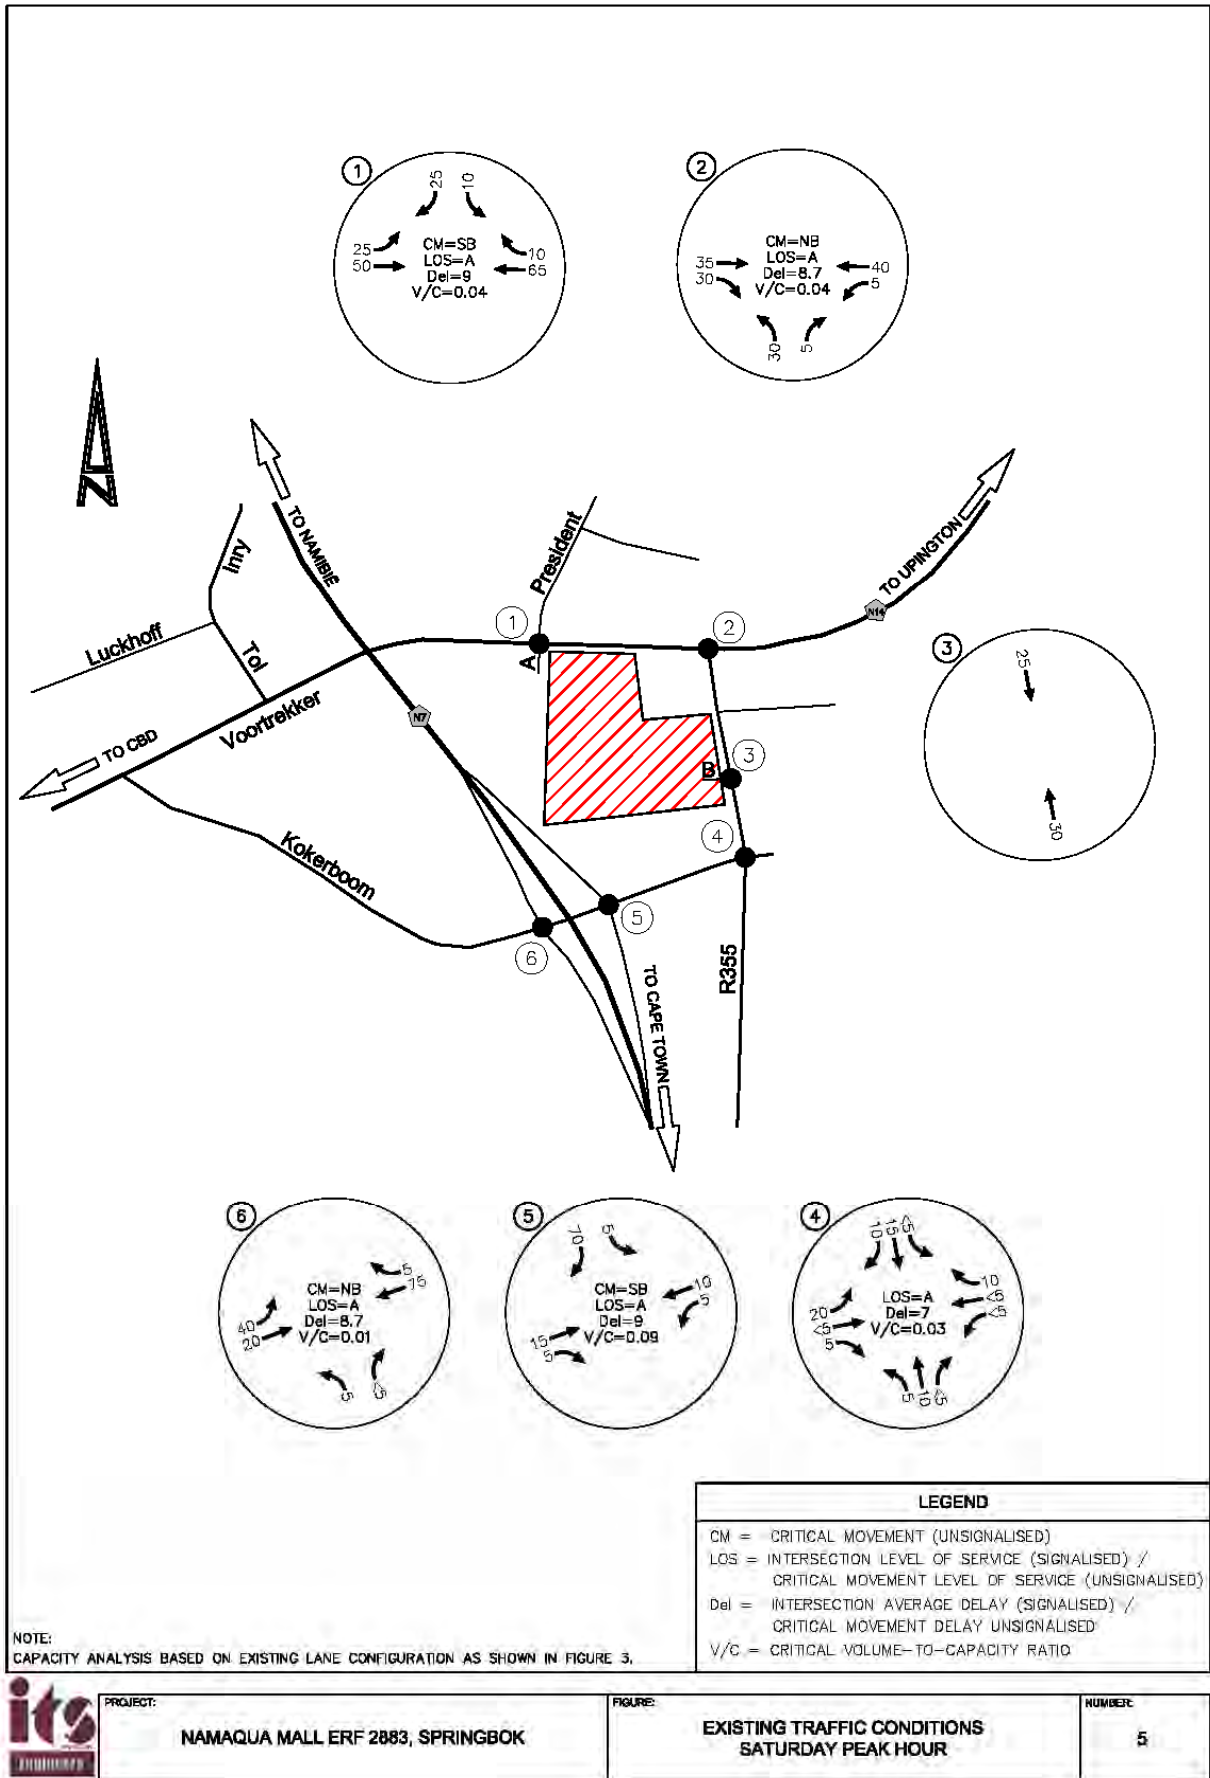 1
25
10
25
50
CM=SB
LOS=A
Del=9
V/C=0.04
10
65
2
35
30
CM=NB
LOS=A
Del=8.7
V/C=0.04
40
5
30
5
N
TO NAMIBIË
TO UPINGTON
N14
Inry
President
Luckhoff
Tol
Voortrekker
TO CBD
N7
1
A
2
3
B
4
5
6
Kokerboom
TO CAPE TOWN
R355
3
25
30
6
5
75
40
20
CM=NB
LOS=A
Del=8.7
V/C=0.01
5
<5
5
70
5
CM=SB
LOS=A
Del=9
V/C=0.09
10
5
15
5
4
10
15
<5
20
<5
5
LOS=A
Del=7
V/C=0.03
10
<5
<5
5
10
<5
LEGEND
CM = CRITICAL MOVEMENT (UNSIGNALISED)
LOS = INTERSECTION LEVEL OF SERVICE (SIGNALISED) /
CRITICAL MOVEMENT LEVEL OF SERVICE (UNSIGNALISED)
Del = INTERSECTION AVERAGE DELAY (SIGNALISED) /
CRITICAL MOVEMENT DELAY UNSIGNALISED
V/C = CRITICAL VOLUME-TO-CAPACITY RATIO
NOTE:
CAPACITY ANALYSIS BASED ON EXISTING LANE CONFIGURATION AS SHOWN IN FIGURE 3.
its
engineers
PROJECT:
NAMAQUA MALL ERF 2883, SPRINGBOK
FIGURE:
EXISTING TRAFFIC CONDITIONS
SATURDAY PEAK HOUR
NUMBER:
5